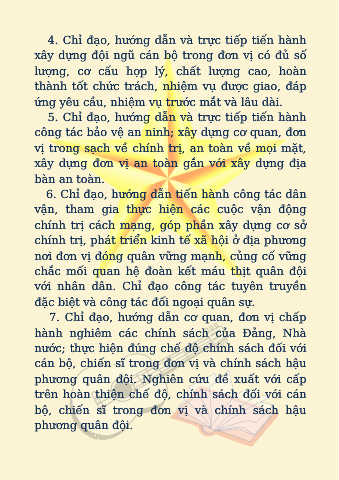 4. Chỉ đạo, hướng dẫn và trực tiếp tiến hành
xây dựng đội ngũ cán bộ trong đơn vị có đủ số
lượng, cơ cấu hợp lý, chất lượng cao, hoàn
thành tốt chức trách, nhiệm vụ được giao, đáp
ứng yêu cầu, nhiệm vụ trước mắt và lâu dài.
5. Chỉ đạo, hướng dẫn và trực tiếp tiến hành
công tác bảo vệ an ninh; xây dựng cơ quan, đơn
vị trong sạch về chính trị, an toàn về mọi mặt,
xây dựng đơn vị an toàn gắn với xây dựng địa
bàn an toàn.
6. Chỉ đạo, hướng dẫn tiến hành công tác dân
vận, tham gia thực hiện các cuộc vận động
chính trị cách mạng, góp phần xây dựng cơ sở
chính trị, phát triển kinh tế xã hội ở địa phương
nơi đơn vị đóng quân vững mạnh, củng cố vững
chắc mối quan hệ đoàn kết máu thịt quân đội
với nhân dân. Chỉ đạo công tác tuyên truyền
đặc biệt và công tác đối ngoại quân sự.
7. Chỉ đạo, hướng dẫn cơ quan, đơn vị chấp
hành nghiêm các chính sách của Đảng, Nhà
nước; thực hiện đúng chế độ chính sách đối với
cán bộ, chiến sĩ trong đơn vị và chính sách hậu
phương quân đội. Nghiên cứu đề xuất với cấp
trên hoàn thiện chế độ, chính sách đối với cán
bộ, chiến sĩ trong đơn vị và chính sách hậu
phương quân đội.